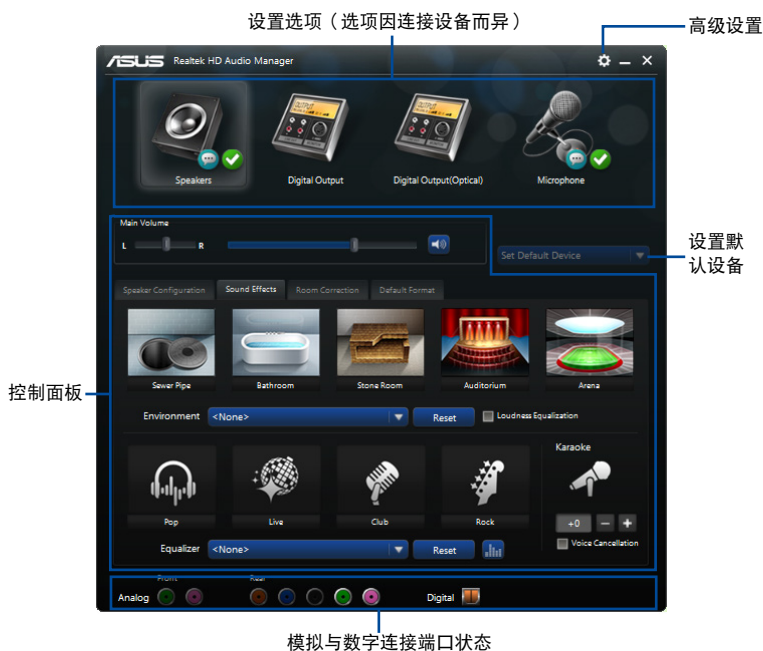 设置选项（选项因连接设备而异）
高级设置
ASUS Realtek HD Audio Manager
Speakers Digital Output Digital Output(Optical) Microphone
Main Volume
L R
Set Default Device
设置默
认设备
Speaker Configuration Sound Effects Room Correction Default Format
Sewer Pipe Bathroom Stone Room Auditorium Arena
控制面板
Environment <None> Reset Loudness Equalization
Karaoke
Pop Live Club Rock
+0
Equalizer <None> Reset Voice Cancellation
Front Rear
Analog Digital
模拟与数字连接端口状态